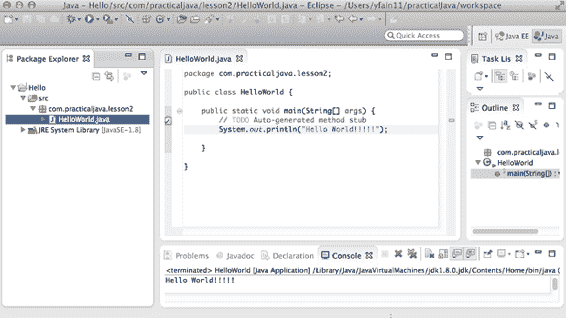 Java – Hello/src/com/practicaljava/lesson2/HelloWorld.java – Eclipse – /Users/yfain11/practicalJava/workspace
Quick Access
Java EE
Java
Package Explorer
Hello
src
com.practicaljava.lesson2
HelloWorld.java
JRE System Library [JavaSE-1.8]
HelloWorld.java
package com.practicaljava.lesson2;
public class HelloWorld {
public static void main(String[] args) {
// TODO Auto-generated method stub
System.out.println("Hello World!!!!!");
}
}
Task Lis
Outline
com.practicaljava.l
HelloWorld
main(String[]) :
Problems
Javadoc
Declaration
Console
<terminated> HelloWorld [Java Application] /Library/Java/JavaVirtualMachines/jdk1.8.0.jdk/Contents/Home/bin/java (
Hello World!!!!!